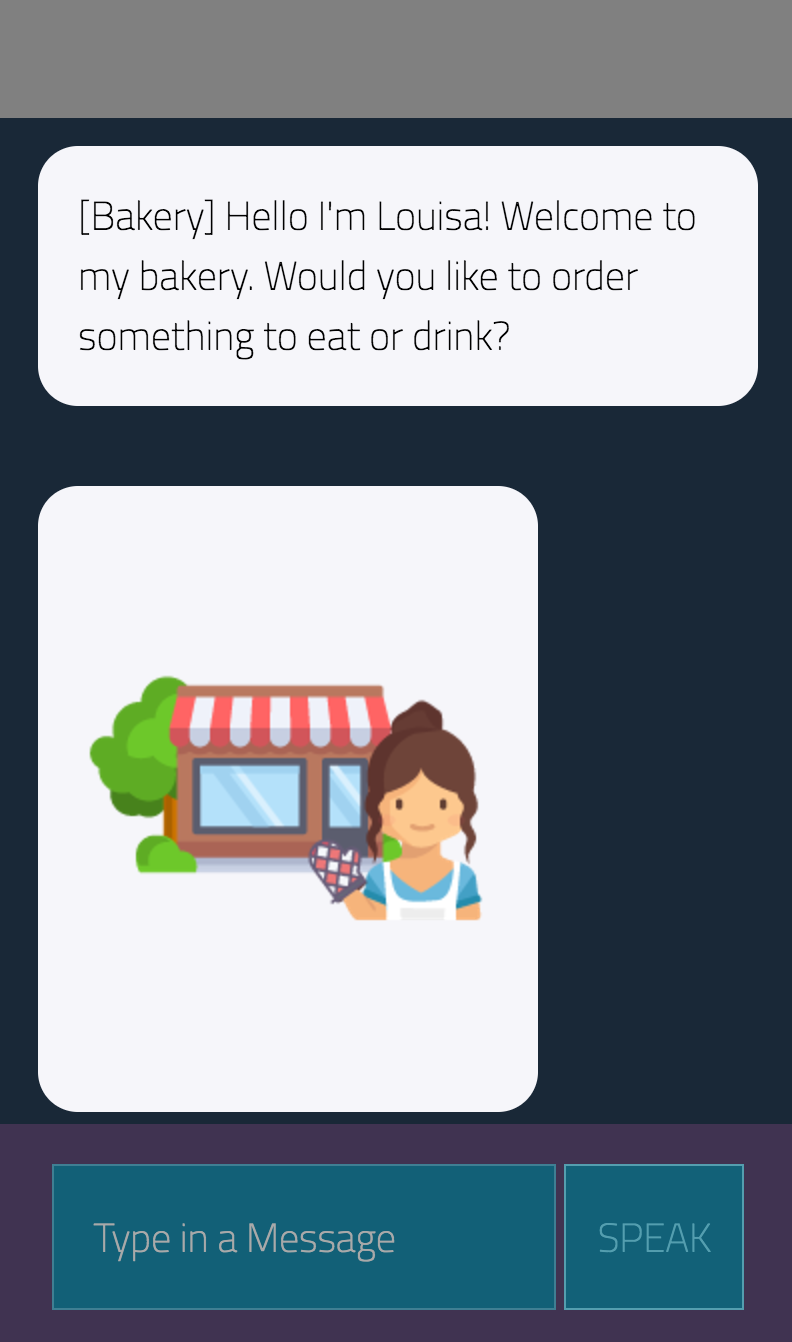 [Bakery] Hello I'm Louisa! Welcome to
my bakery. Would you like to order
something to eat or drink?
Type in a Message
SPEAK